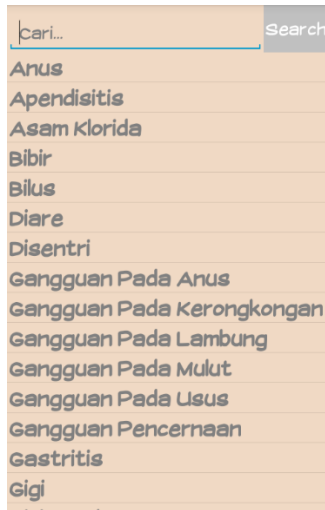 Cari...
Search
Anus
Apendisitis
Asam Klorida
Bibir
Bilus
Diare
Disentri
Gangguan Pada Anus
Gangguan Pada Kerongkongan
Gangguan Pada Lambung
Gangguan Pada Mulut
Gangguan Pada Usus
Gangguan Pencernaan
Gastritis
Gigi